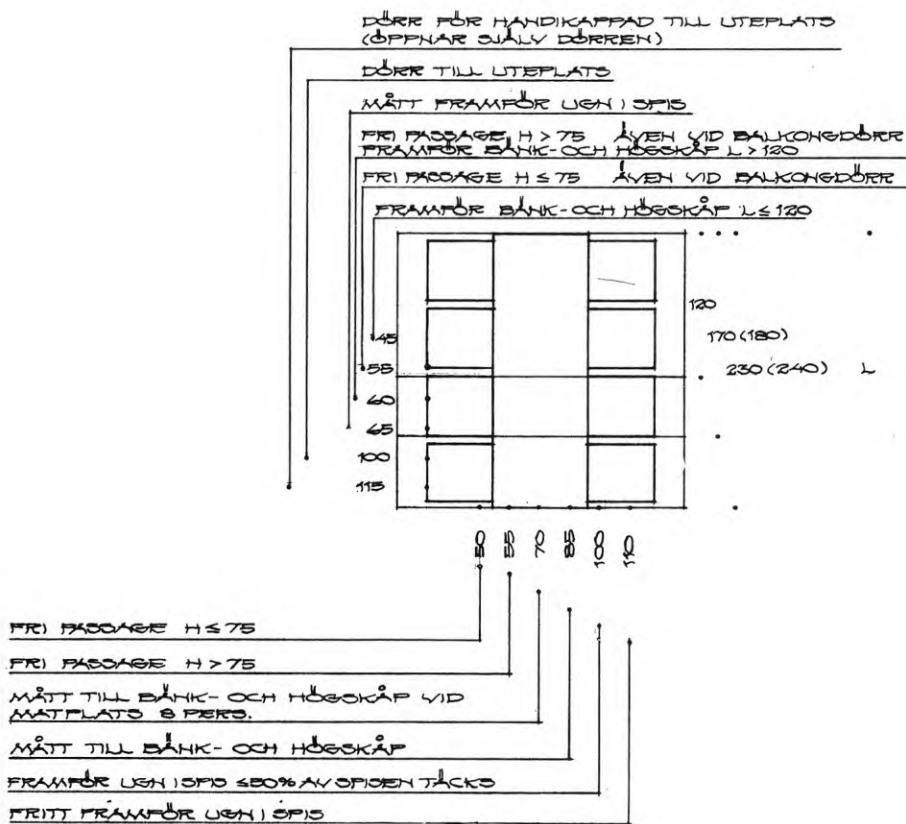 DÖRR FÖR HANDIKAPPAD TILL UTEPLATS
(ÖPPNAR SJÄLV DÖRREN)
DÖRR TILL UTEPLATS
MÅTT FRAMFÖR UGN I SPIS
FRI PASSAGE H > 75 ÄVEN VID BALKONGDÖRR
FRAMFÖR BÄNK- OCH HÖGSKÅP L > 120
FRI PASSAGE H ≤ 75 ÄVEN VID BALKONGDÖRR
FRAMFÖR BÄNK- OCH HÖGSKÅP L ≤ 120
120
45
170 (180)
55
230 (240) L
60
65
100
115
50
55
70
85
100
110
FRI PASSAGE H ≤ 75
FRI PASSAGE H > 75
MÅTT TILL BÄNK- OCH HÖGSKÅP VID
MATPLATS 8 PERS.
MÅTT TILL BÄNK- OCH HÖGSKÅP
FRAMFÖR UGN I SPIS ≤50% AV SPISEN TÄCKS
FRITT FRAMFÖR UGN I SPIS